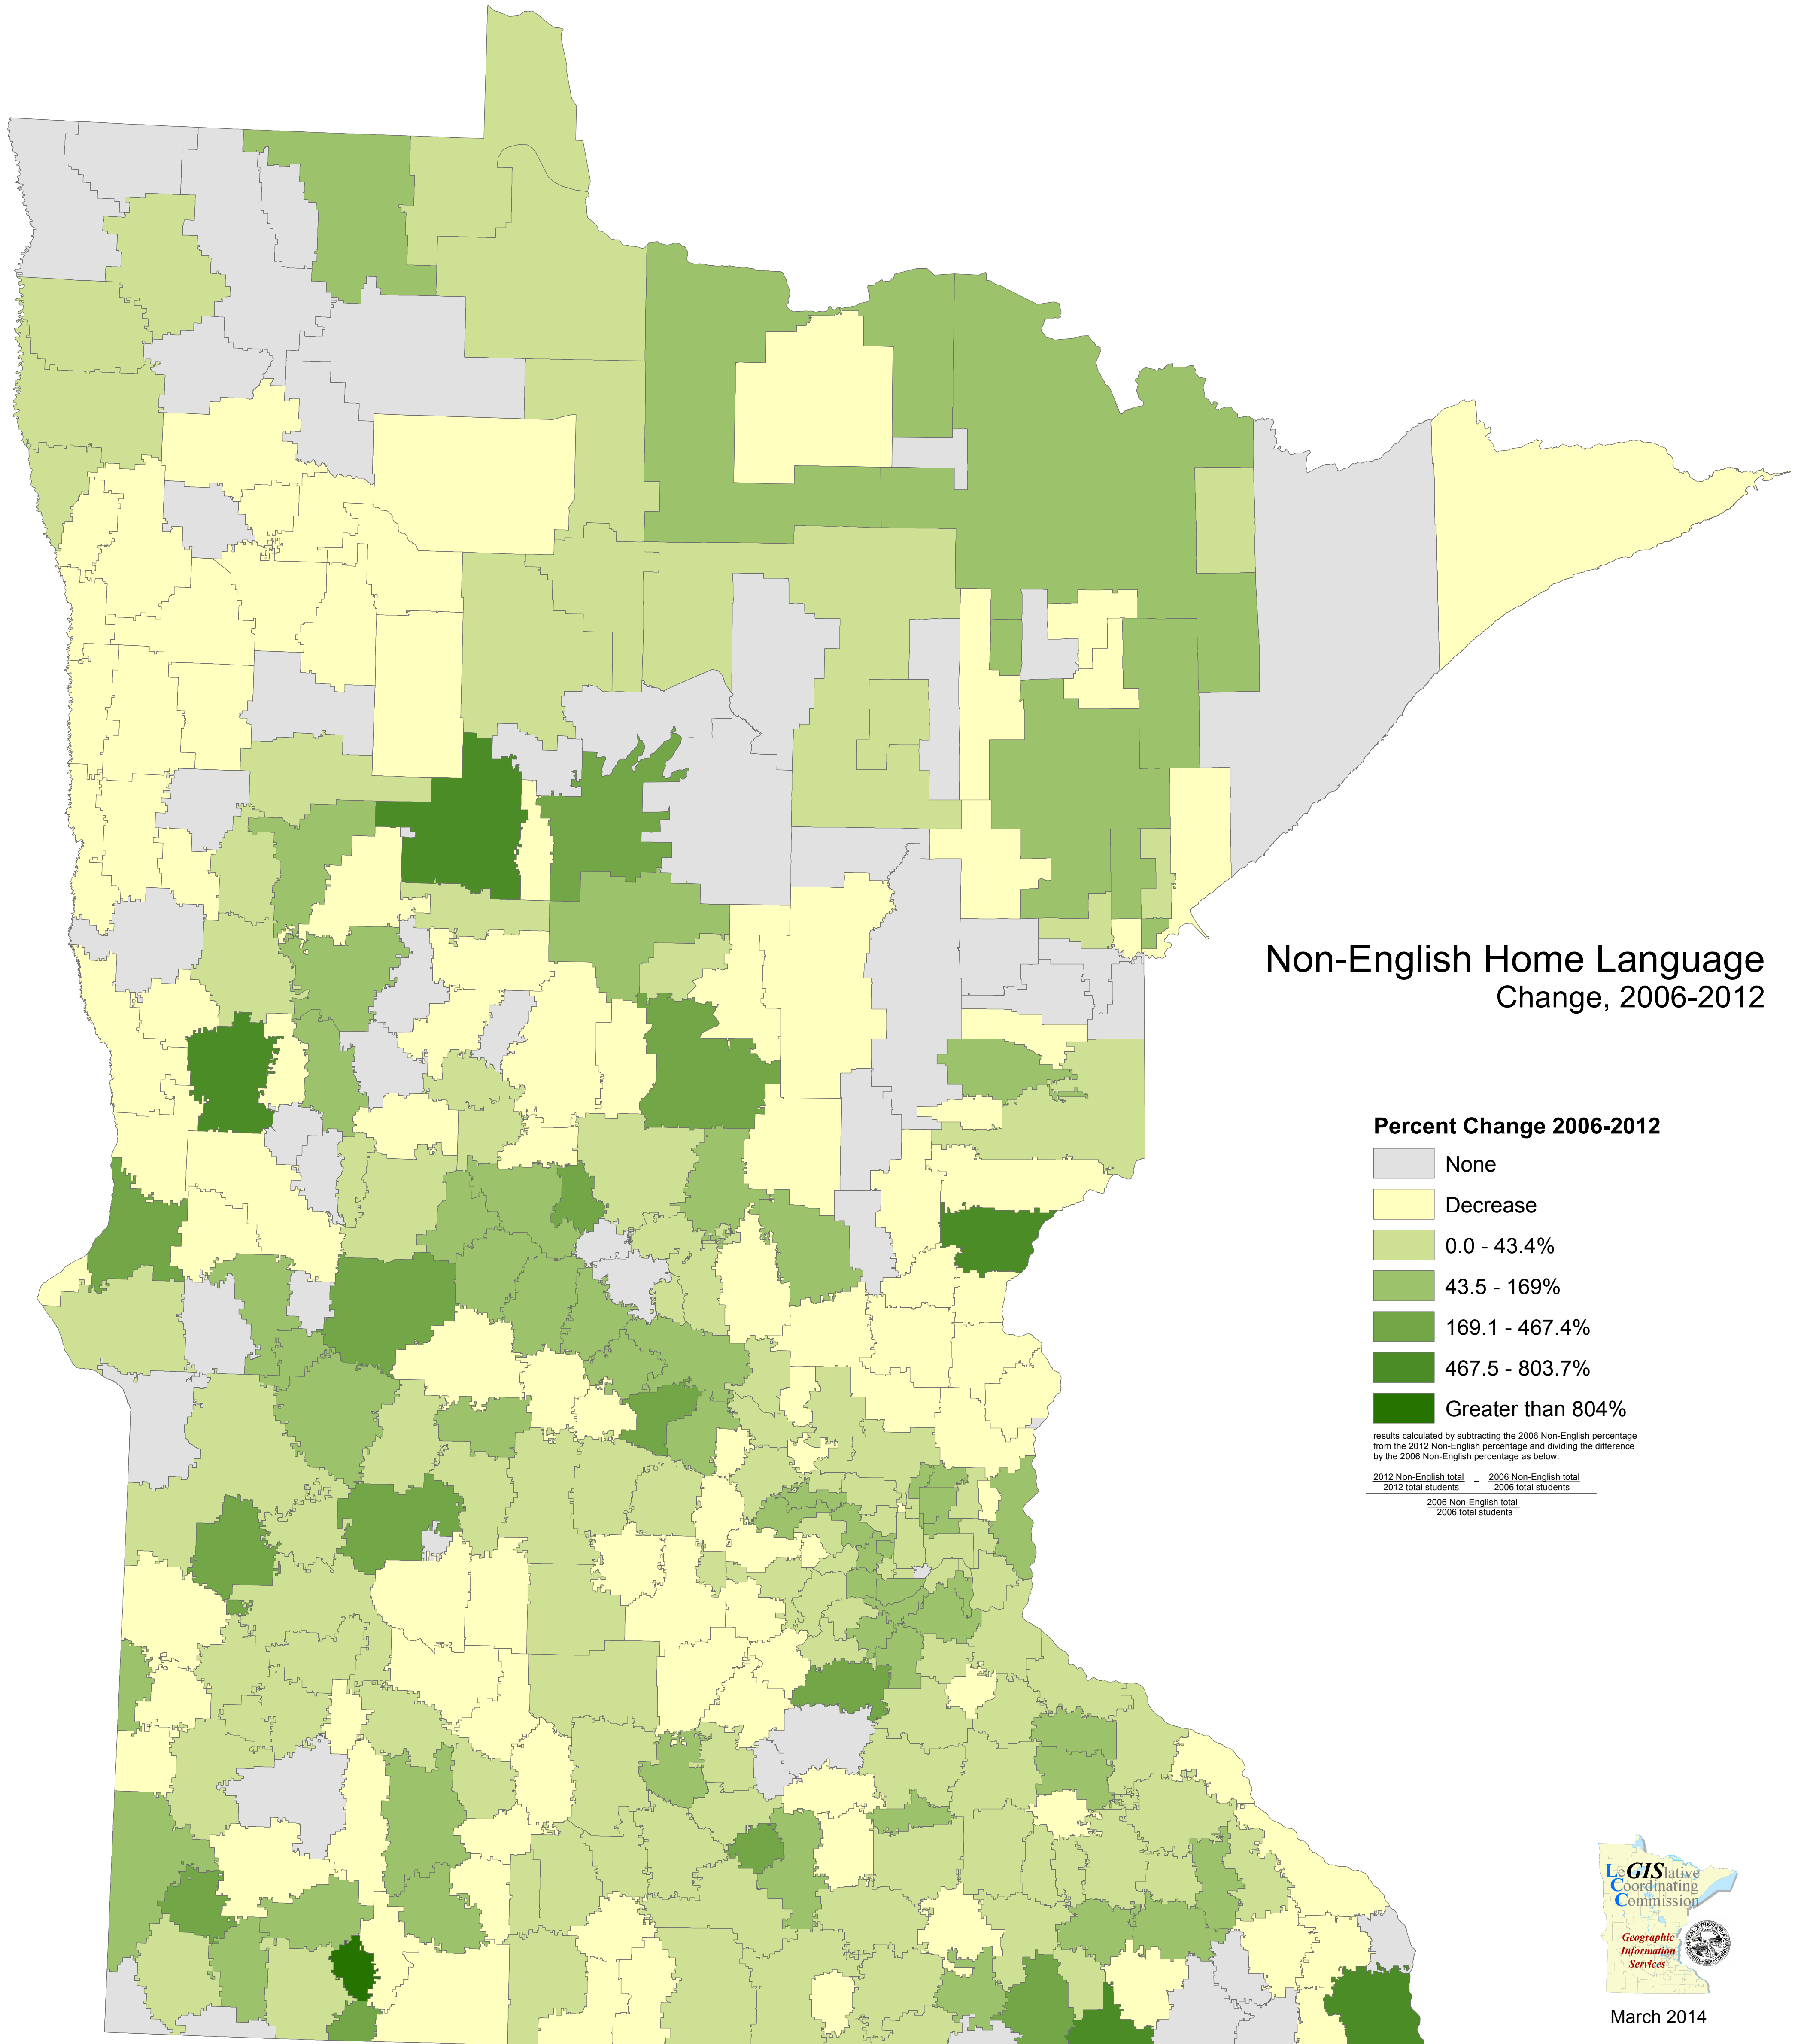 Non-English Home Language
Change, 2006-2012
Percent Change 2006-2012
None
Decrease
0.0 - 43.4%
43.5 - 169%
169.1 - 467.4%
467.5 - 803.7%
Greater than 804%
results calculated by subtracting the 2006 Non-English percentage
from the 2012 Non-English percentage and dividing the difference
by the 2006 Non-English percentage as below:
2012 Non-English total _ 2006 Non-English total
2012 total students 2006 total students
2006 Non-English total
2006 total students
LeGISlative
Coordinating
Commission
Geographic
Information
Services
March 2014